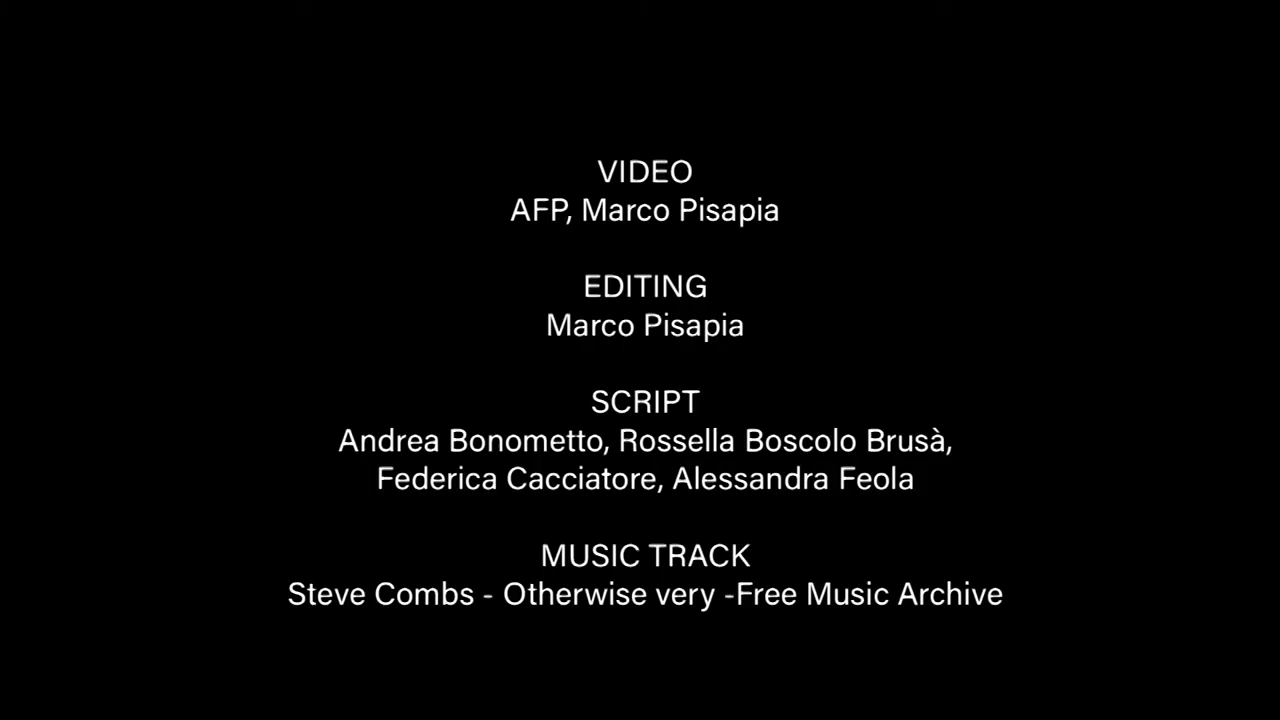 VIDEO
AFP, Marco Pisapia
EDITING
Marco Pisapia
SCRIPT
Andrea Bonometto, Rossella Boscolo Brusà,
Federica Cacciatore, Alessandra Feola
MUSIC TRACK
Steve Combs - Otherwise very -Free Music Archive